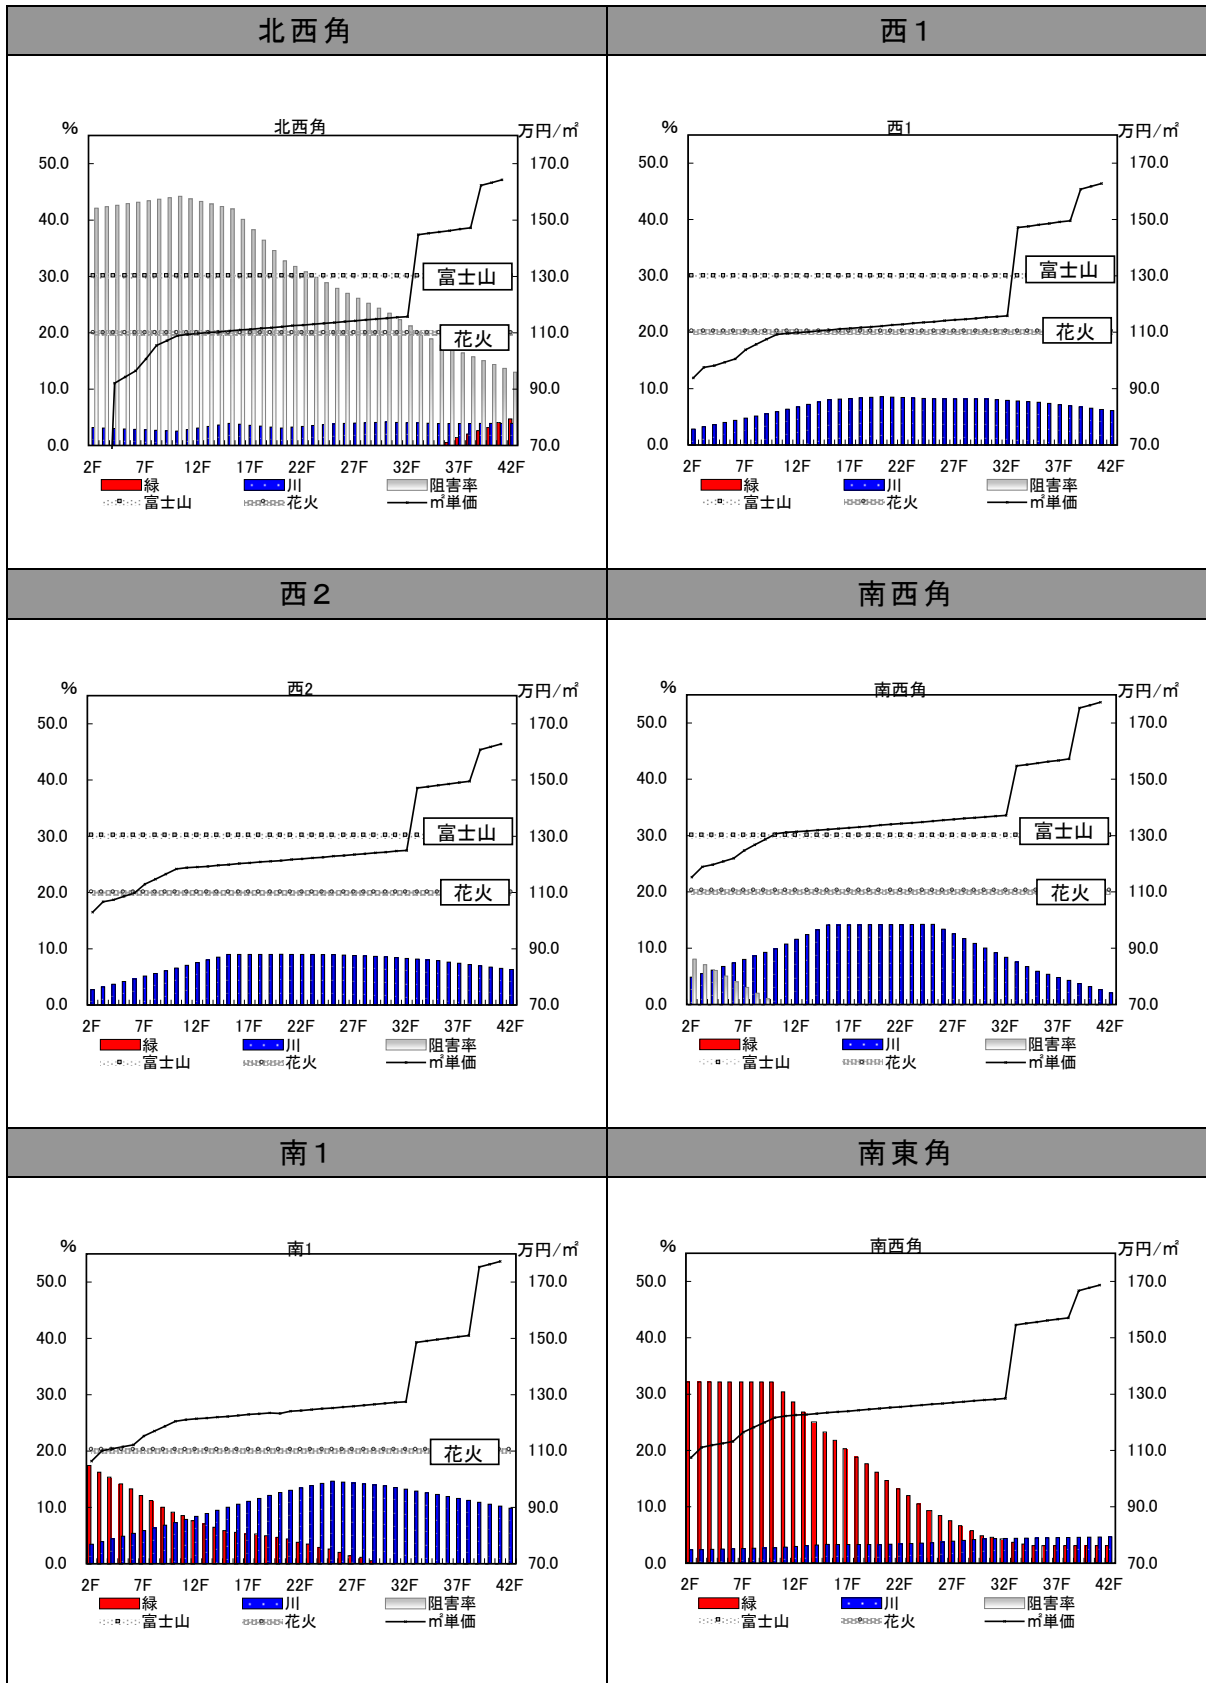 北西角 西1
北西角
% 万円/㎡
50.0 170.0
40.0 150.0
30.0 富士山 130.0
20.0 花火 110.0
10.0 90.0
0.0 70.0
2F 7F 12F 17F 22F 27F 32F 37F 42F
緑 川 阻害率
富士山 花火 ㎡単価
西1
% 万円/㎡
50.0 170.0
40.0 150.0
30.0 富士山 130.0
20.0 花火 110.0
10.0 90.0
0.0 70.0
2F 7F 12F 17F 22F 27F 32F 37F 42F
緑 川 阻害率
富士山 花火 ㎡単価
西2 南西角
西2
% 万円/㎡
50.0 170.0
40.0 150.0
30.0 富士山 130.0
20.0 花火 110.0
10.0 90.0
0.0 70.0
2F 7F 12F 17F 22F 27F 32F 37F 42F
緑 川 阻害率
富士山 花火 ㎡単価
南西角
% 万円/㎡
50.0 170.0
40.0 150.0
30.0 富士山 130.0
20.0 花火 110.0
10.0 90.0
0.0 70.0
2F 7F 12F 17F 22F 27F 32F 37F 42F
緑 川 阻害率
富士山 花火 ㎡単価
南1 南東角
南1
% 万円/㎡
50.0 170.0
40.0 150.0
30.0 130.0
20.0 花火 110.0
10.0 90.0
0.0 70.0
2F 7F 12F 17F 22F 27F 32F 37F 42F
緑 川 阻害率
富士山 花火 ㎡単価
南西角
% 万円/㎡
50.0 170.0
40.0 150.0
30.0 130.0
20.0 110.0
10.0 90.0
0.0 70.0
2F 7F 12F 17F 22F 27F 32F 37F 42F
緑 川 阻害率
富士山 花火 ㎡単価